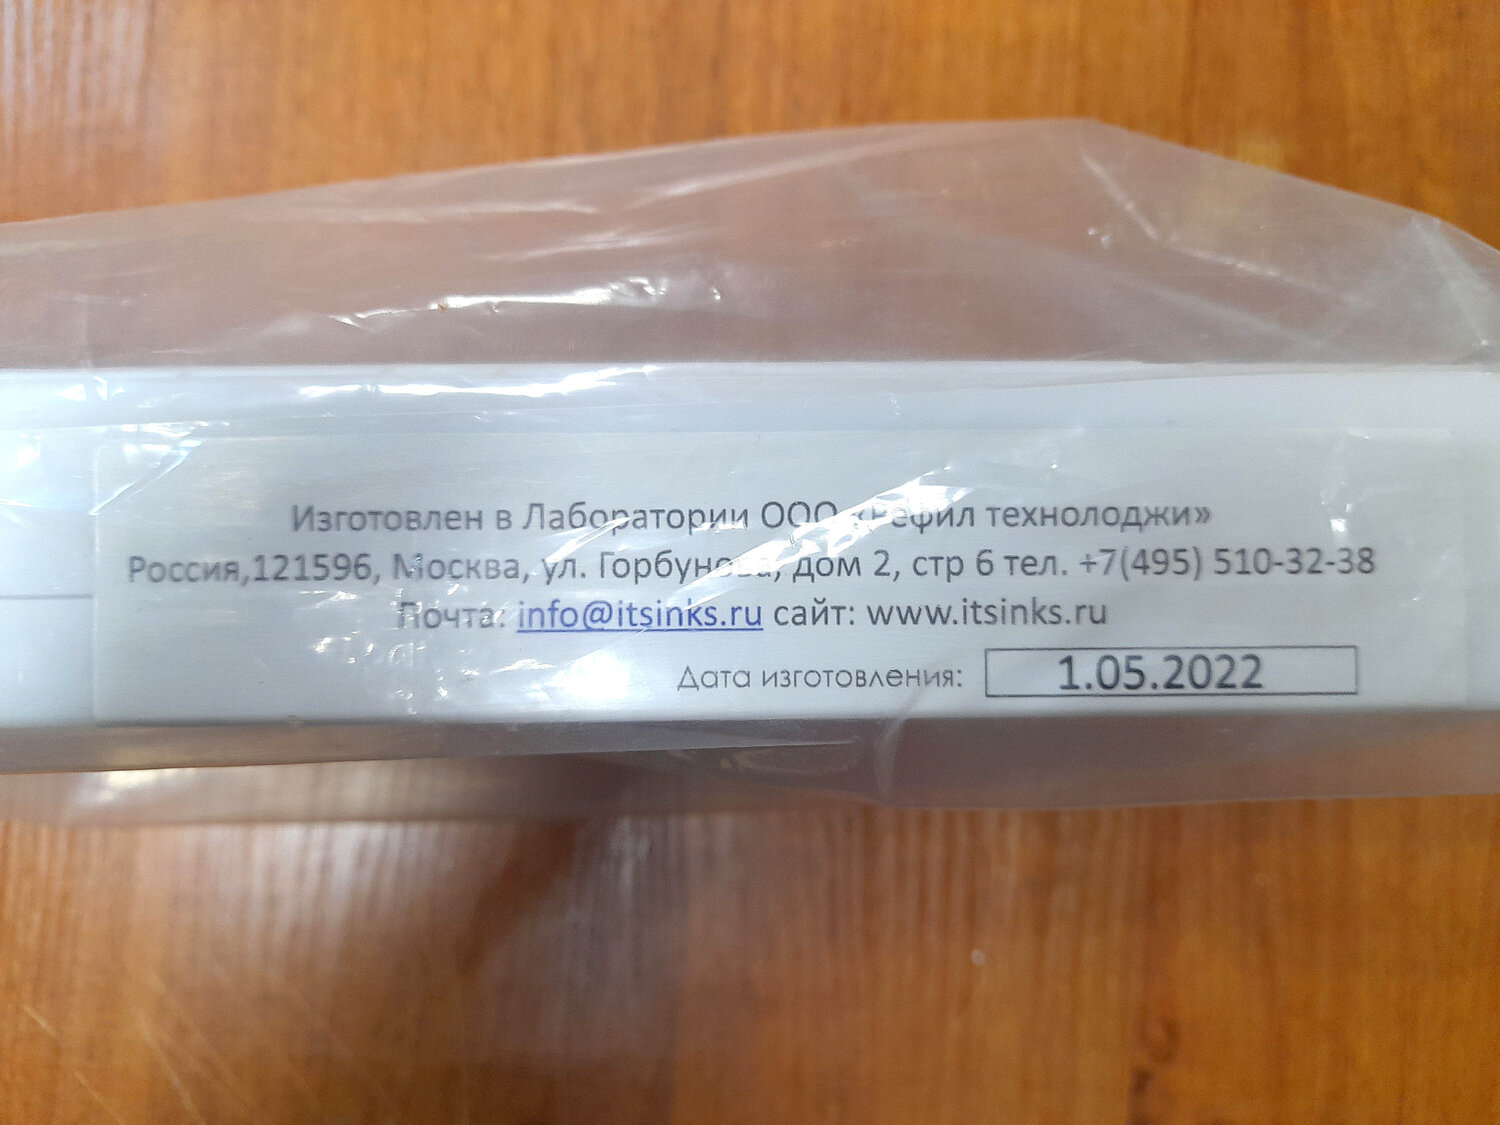 Изготовлен в Лаборатории ООО «Рефил технолоджи»
Россия,121596, Москва, ул. Горбунова, дом 2, стр 6 тел. +7(495) 510-32-38
Почта: info@itsinks.ru сайт: www.itsinks.ru
Дата изготовления: 1.05.2022